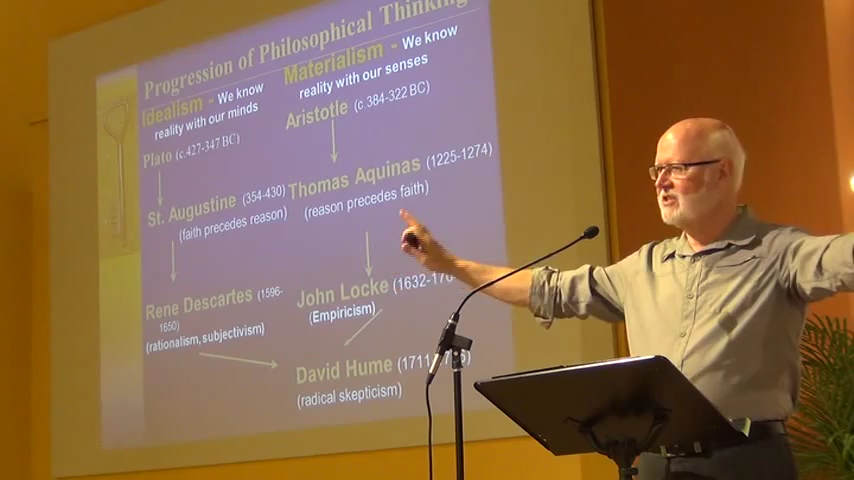 Progression of Philosophical Thinking
Idealism - We know
reality with our minds
Plato (c.427-347 BC)
St. Augustine (354-430)
(faith precedes reason)
Rene Descartes (1596-
1650)
(rationalism, subjectivism)
Materialism - We know
reality with our senses
Aristotle (c.384-322 BC)
Thomas Aquinas (1225-1274)
(reason precedes faith)
John Locke (1632-170
(Empiricism)
David Hume (1711-
(radical skepticism)